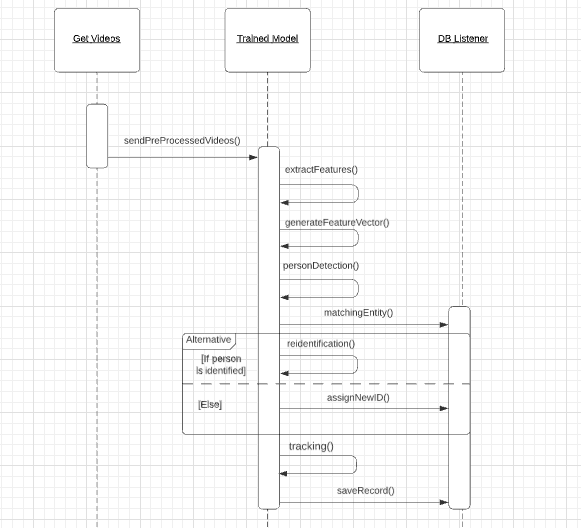 Get Videos
Trained Model
DB Listener
sendPreProcessedVideos()
extractFeatures()
generateFeatureVector()
personDetection()
matchingEntity()
Alternative
reidentification()
[If person
is identified]
[Else]
assignNewID()
tracking()
saveRecord()